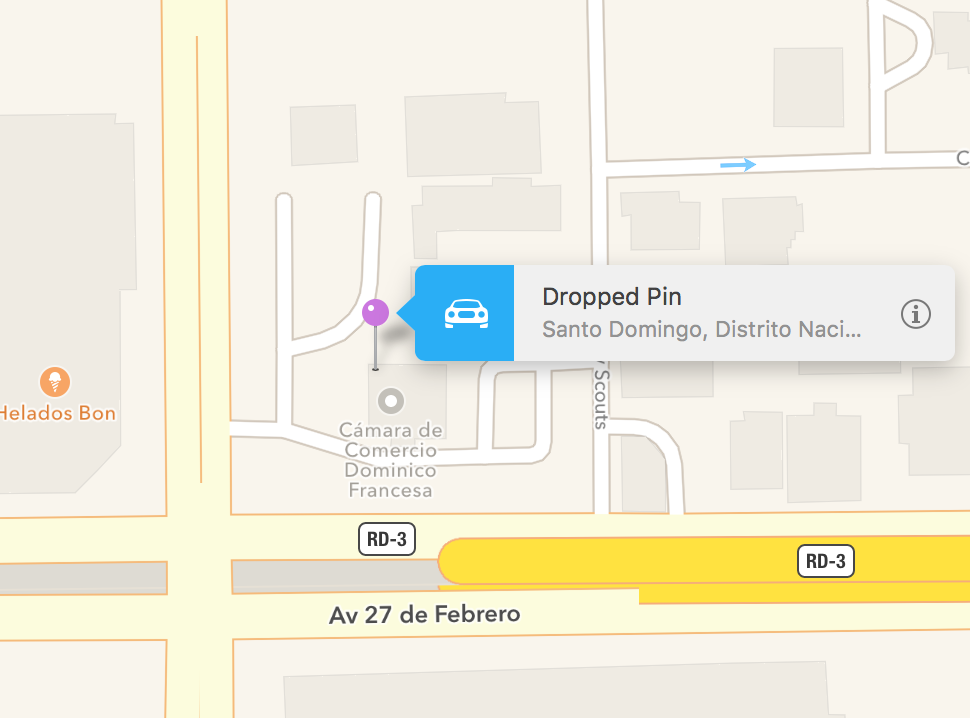 C
Dropped Pin
Santo Domingo, Distrito Naci...
Helados Bon
Scouts
Cámara de
Comercio
Dominico
Francesa
RD-3
RD-3
Av 27 de Febrero